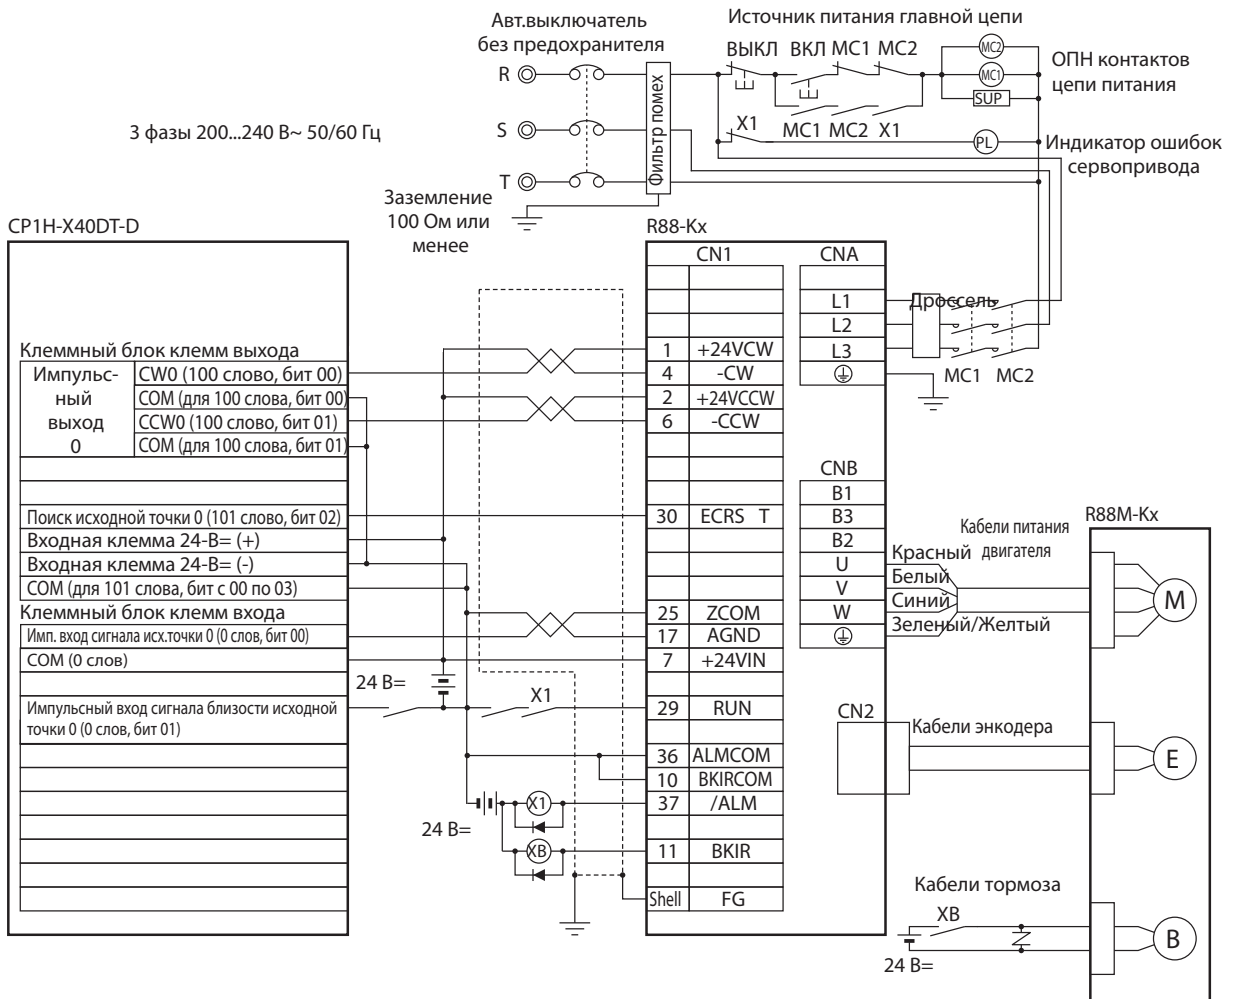 Авт.выключатель
без предохранителя
Источник питания главной цепи
ВЫКЛ ВКЛ MC1 MC2
MC2
MC1
SUP
ОПН контактов
цепи питания
R
S
T
Фильтр помех
3 фазы 200...240 В~ 50/60 Гц
X1
MC1 MC2 X1
PL
Индикатор ошибок
сервопривода
Заземление
100 Ом или
менее
CP1H-X40DT-D
R88-Kx
CN1
CNA
L1
L2
L3
Дроссель
MC1 MC2
Клеммный блок клемм выхода
Импульс-
ный
выход
0
CW0 (100 слово, бит 00)
COM (для 100 слова, бит 00)
CCW0 (100 слово, бит 01)
COM (для 100 слова, бит 01)
1 +24VCW
4 -CW
2 +24VCCW
6 -CCW
CNB
B1
B3
B2
U
V
W
Поиск исходной точки 0 (101 слово, бит 02)
30 ECRS T
Входная клемма 24-В= (+)
Входная клемма 24-В= (-)
COM (для 101 слова, бит с 00 по 03)
Клеммный блок клемм входа
Имп. вход сигнала исх.точки 0 (0 слов, бит 00)
COM (0 слов)
25 ZCOM
17 AGND
7 +24VIN
Красный
Белый
Синий
Зеленый/Желтый
Кабели питания
двигателя
R88M-Kx
M
24 В=
X1
Импульсный вход сигнала близости исходной
точки 0 (0 слов, бит 01)
29 RUN
CN2
Кабели энкодера
E
36 ALMCOM
10 BKIRCOM
37 /ALM
X1
24 В=
XB
11 BKIR
Shell FG
Кабели тормоза
XB
B
24 В=